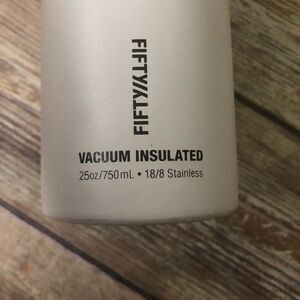 FIFTY//FIFTY
VACUUM INSULATED
25oz/750mL • 18/8 Stainless